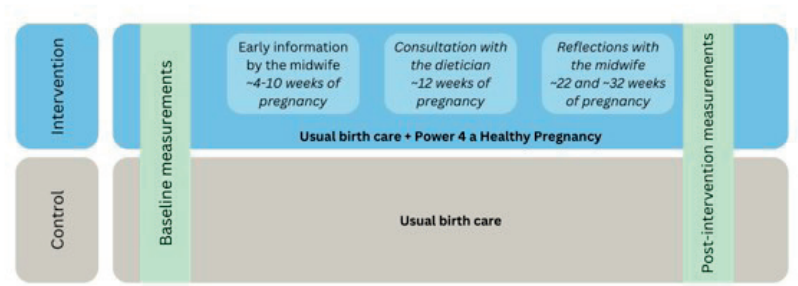 Intervention
Baseline measurements
Early information
by the midwife
~4-10 weeks of
pregnancy
Consultation with
the dietician
~12 weeks of
pregnancy
Reflections with
the midwife
~22 and ~32 weeks
of pregnancy
Usual birth care + Power 4 a Healthy Pregnancy
Post-intervention measurements
Control
Usual birth care